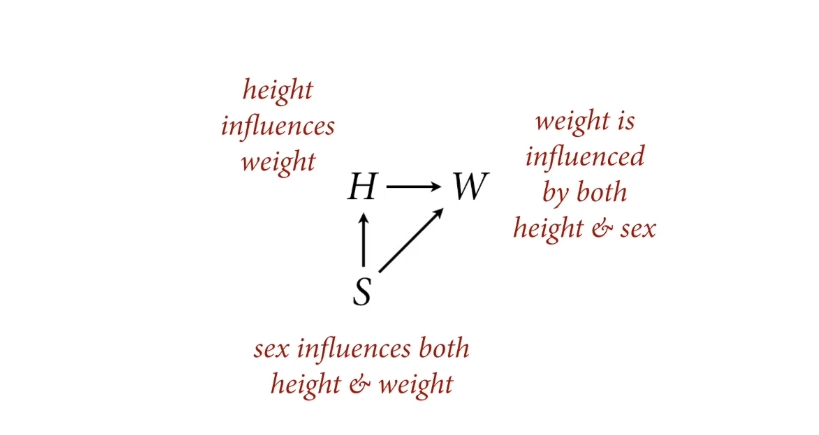 height
influences
weight
weight is
influenced
by both
height & sex
H
W
S
sex influences both
height & weight